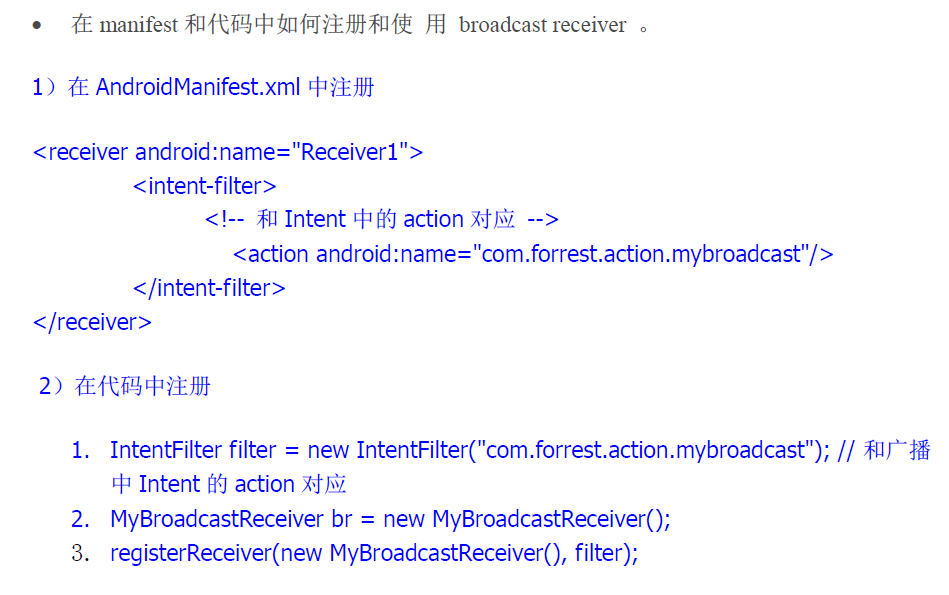 • 在 manifest 和代码中如何注册和使 用 broadcast receiver 。
1）在 AndroidManifest.xml 中注册
<receiver android:name="Receiver1">
<intent-filter>
<!-- 和 Intent 中的 action 对应 -->
<action android:name="com.forrest.action.mybroadcast"/>
</intent-filter>
</receiver>
2）在代码中注册
1. IntentFilter filter = new IntentFilter("com.forrest.action.mybroadcast"); // 和广播
中 Intent 的 action 对应
2. MyBroadcastReceiver br = new MyBroadcastReceiver();
3. registerReceiver(new MyBroadcastReceiver(), filter);